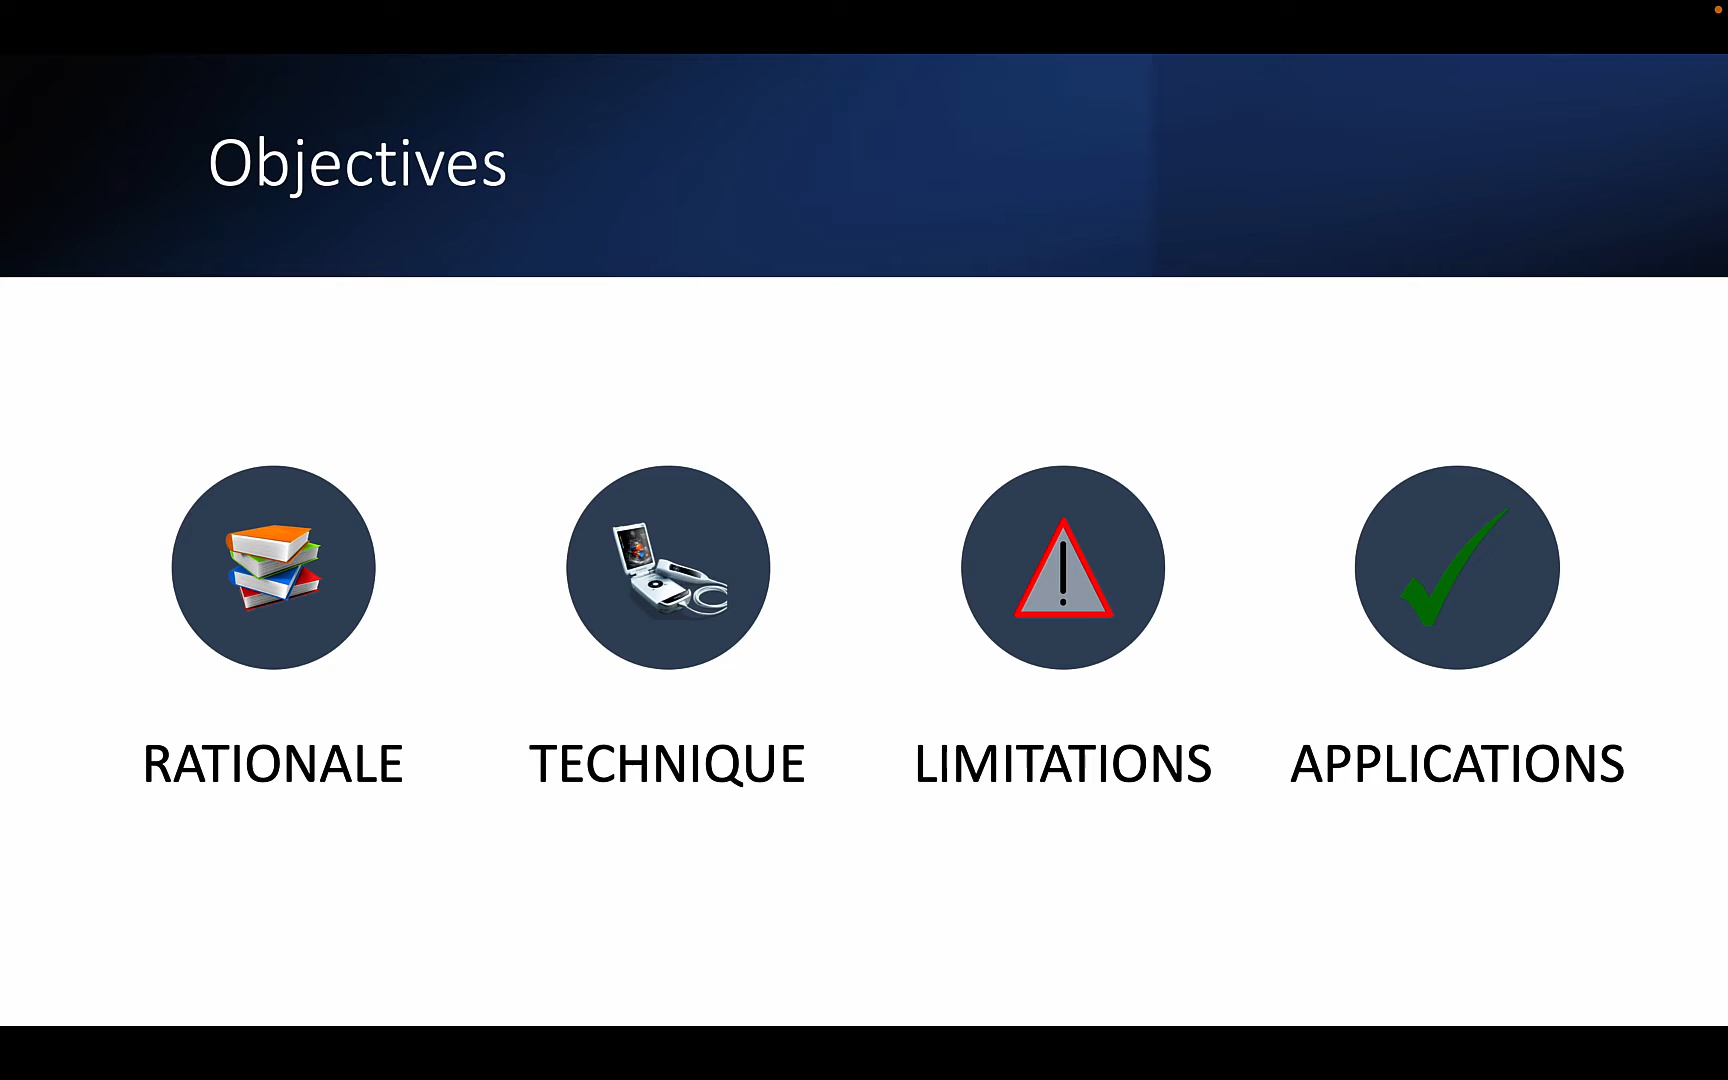 Objectives
RATIONALE
TECHNIQUE
LIMITATIONS
APPLICATIONS